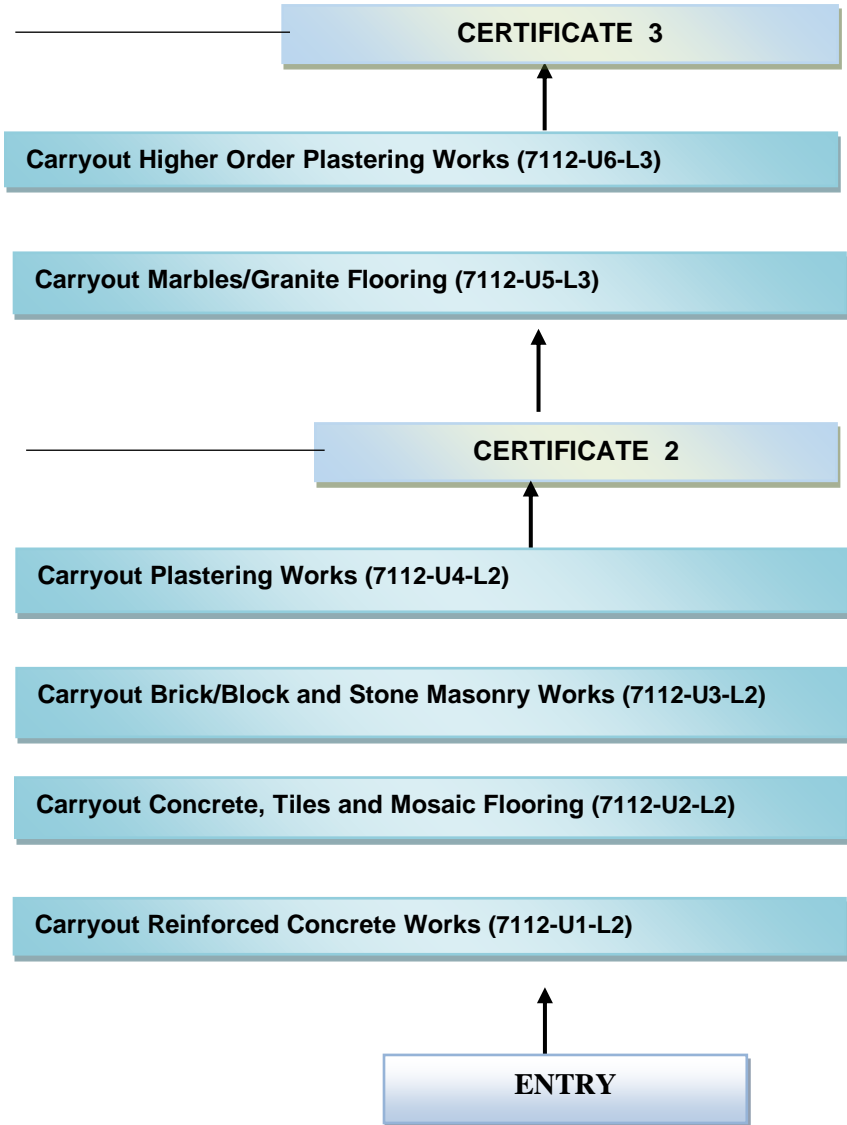 CERTIFICATE 3
Carryout Higher Order Plastering Works (7112-U6-L3)
Carryout Marbles/Granite Flooring (7112-U5-L3)
CERTIFICATE 2
Carryout Plastering Works (7112-U4-L2)
Carryout Brick/Block and Stone Masonry Works (7112-U3-L2)
Carryout Concrete, Tiles and Mosaic Flooring (7112-U2-L2)
Carryout Reinforced Concrete Works (7112-U1-L2)
ENTRY